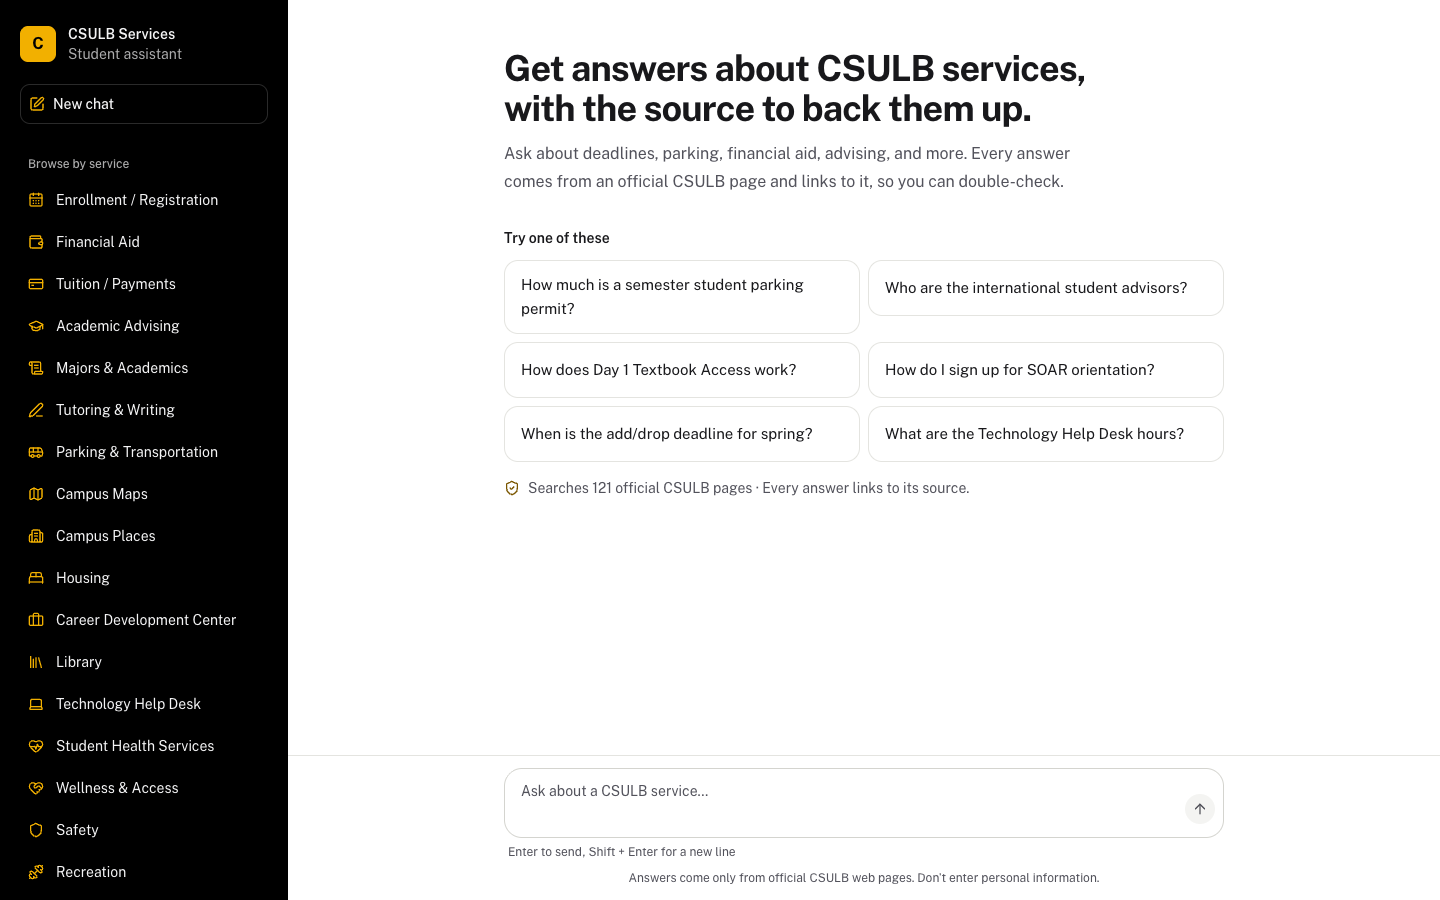 C
CSULB Services
Student assistant
New chat
Browse by service
Enrollment / Registration
Financial Aid
Tuition / Payments
Academic Advising
Majors & Academics
Tutoring & Writing
Parking & Transportation
Campus Maps
Campus Places
Housing
Career Development Center
Library
Technology Help Desk
Student Health Services
Wellness & Access
Safety
Recreation
Get answers about CSULB services,
with the source to back them up.
Ask about deadlines, parking, financial aid, advising, and more. Every answer
comes from an official CSULB page and links to it, so you can double-check.
Try one of these
How much is a semester student parking
permit?
Who are the international student advisors?
How does Day 1 Textbook Access work?
How do I sign up for SOAR orientation?
When is the add/drop deadline for spring?
What are the Technology Help Desk hours?
Searches 121 official CSULB pages · Every answer links to its source.
Ask about a CSULB service…
Enter to send, Shift + Enter for a new line
Answers come only from official CSULB web pages. Don't enter personal information.